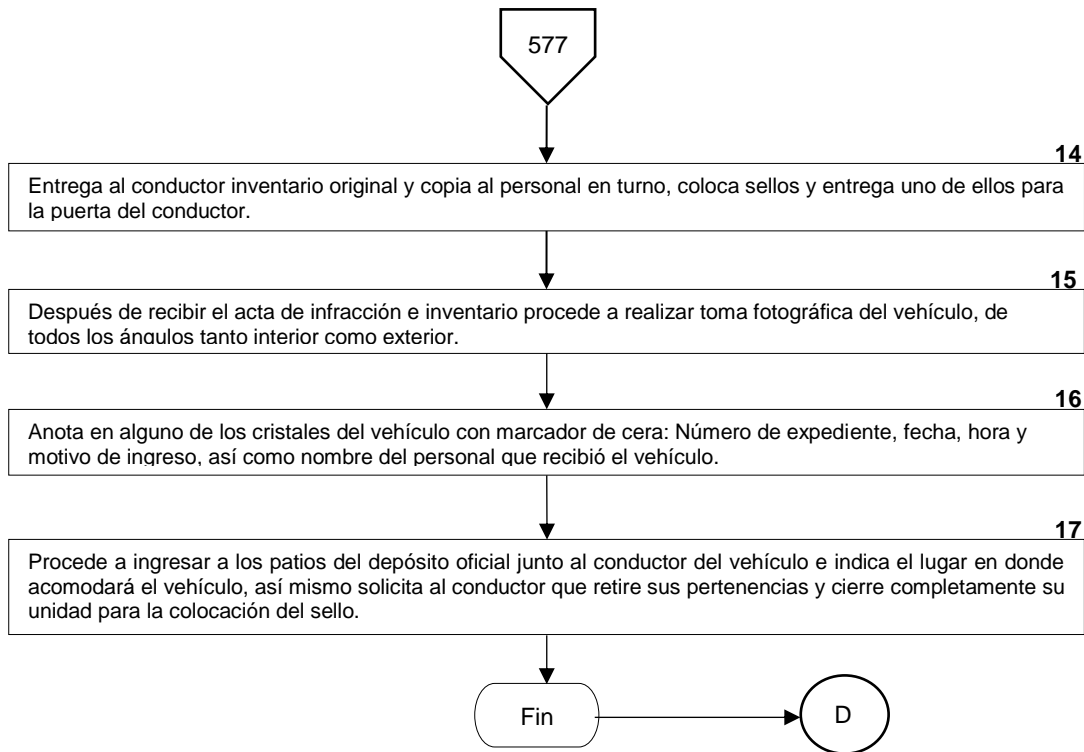 577
14
Entrega al conductor inventario original y copia al personal en turno, coloca sellos y entrega uno de ellos para
la puerta del conductor.
15
Después de recibir el acta de infracción e inventario procede a realizar toma fotográfica del vehículo, de
todos los ángulos tanto interior como exterior.
16
Anota en alguno de los cristales del vehículo con marcador de cera: Número de expediente, fecha, hora y
motivo de ingreso, así como nombre del personal que recibió el vehículo.
17
Procede a ingresar a los patios del depósito oficial junto al conductor del vehículo e indica el lugar en donde
acomodará el vehículo, así mismo solicita al conductor que retire sus pertenencias y cierre completamente su
unidad para la colocación del sello.
Fin
D